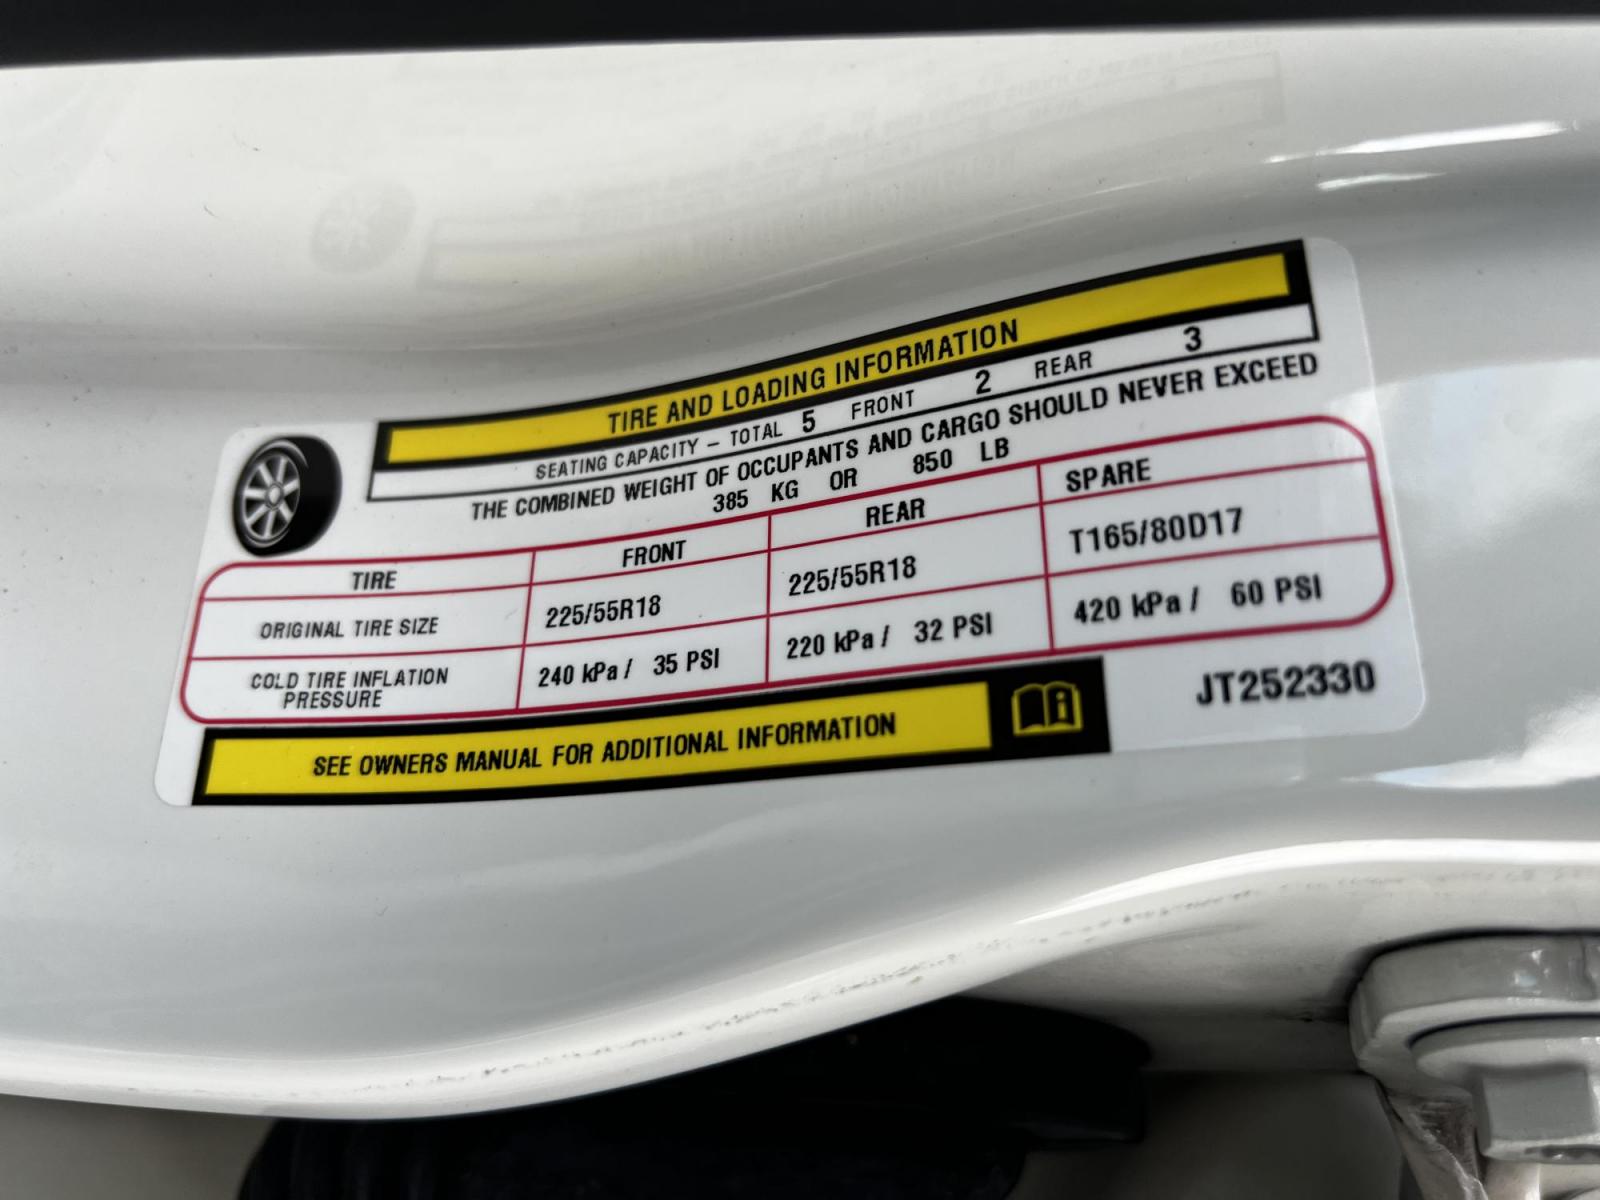 TIRE AND LOADING INFORMATION
SEATING CAPACITY – TOTAL 5 FRONT 2 REAR 3
THE COMBINED WEIGHT OF OCCUPANTS AND CARGO SHOULD NEVER EXCEED
385 KG OR 850 LB
TIRE FRONT REAR SPARE
ORIGINAL TIRE SIZE 225/55R18 225/55R18 T165/80D17
COLD TIRE INFLATION
PRESSURE 240 kPa / 35 PSI 220 kPa / 32 PSI 420 kPa / 60 PSI
SEE OWNERS MANUAL FOR ADDITIONAL INFORMATION
JT252330